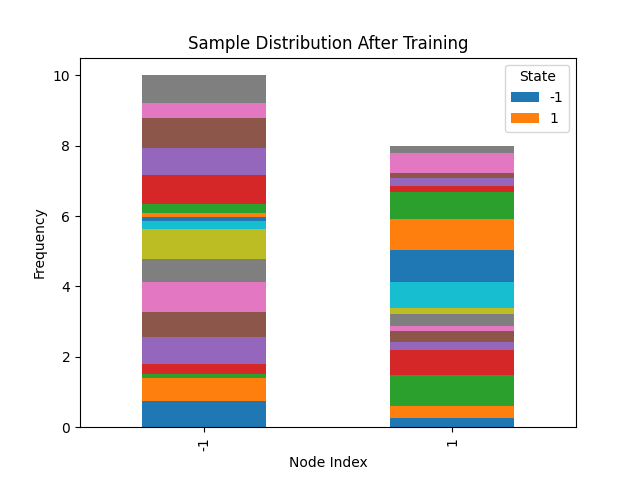 Sample Distribution After Training
State
-1
1
10
8
6
4
2
0
Frequency
-1
1
Node Index